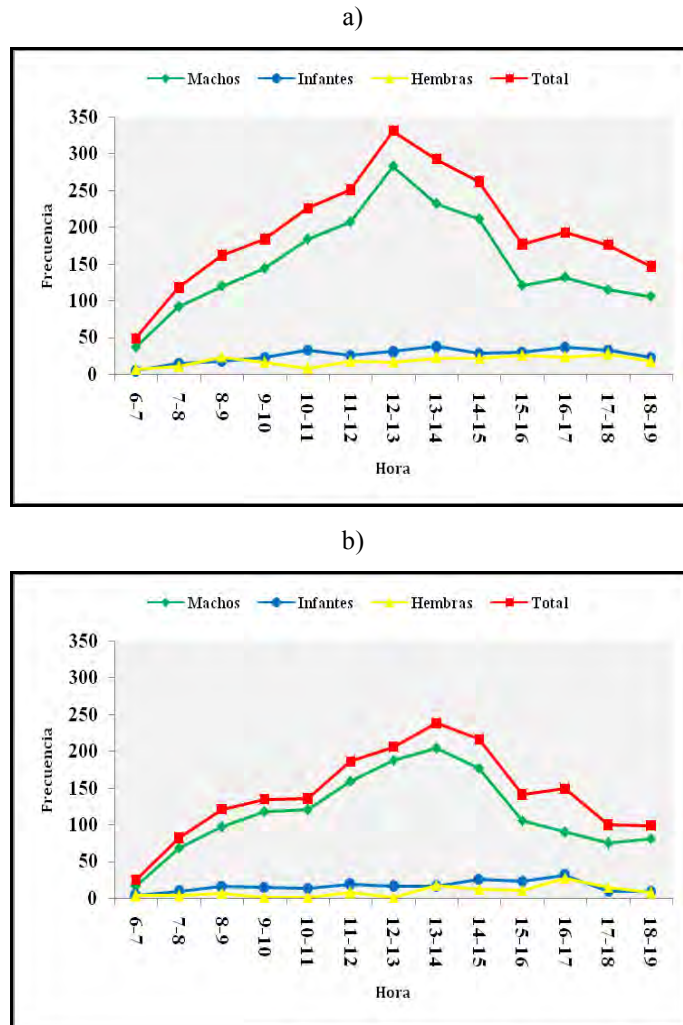 a)
Machos Infantes Hembras Total
350
300
250
200
150
100
50
0
Frecuencia
6-7 7-8 8-9 9-10 10-11 11-12 12-13 13-14 14-15 15-16 16-17 17-18 18-19
Hora
b)
Machos Infantes Hembras Total
350
300
250
200
150
100
50
0
Frecuencia
6-7 7-8 8-9 9-10 10-11 11-12 12-13 13-14 14-15 15-16 16-17 17-18 18-19
Hora